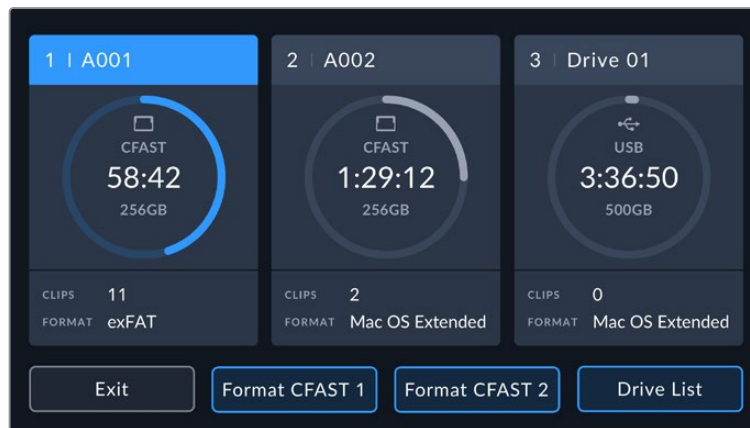 1 | A001
CFAST
58:42
256GB
CLIPS 11
FORMAT exFAT
2 | A002
CFAST
1:29:12
256GB
CLIPS 2
FORMAT Mac OS Extended
3 | Drive 01
USB
3:36:50
500GB
CLIPS 0
FORMAT Mac OS Extended
Exit
Format CFAST 1
Format CFAST 2
Drive List